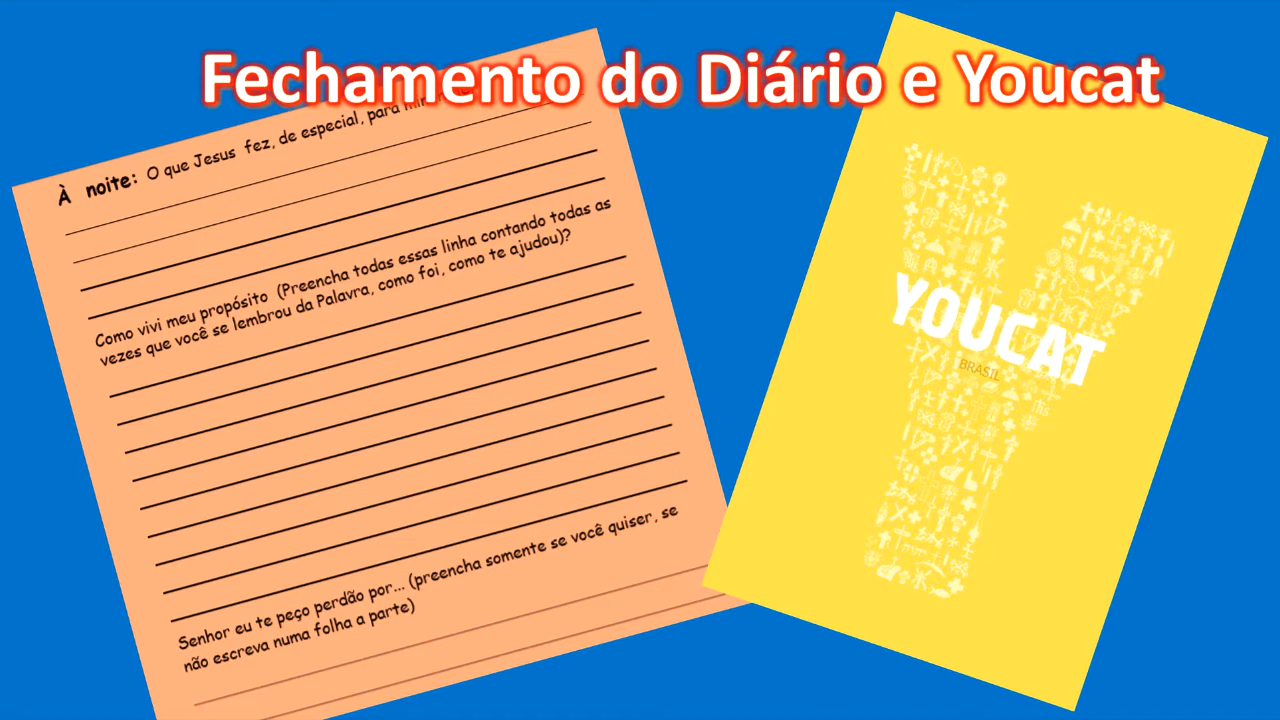 Fechamento do Diário e Youcat
À noite: O que Jesus fez, de especial, para
Como vivi meu propósito (Preencha todas essas linha contando todas as
vezes que você se lembrou da Palavra, como foi, como te ajudou)?
Senhor eu te peço perdão por... (preencha somente se você quiser, se
não escreva numa folha a parte)
YOUCAT
BRASIL